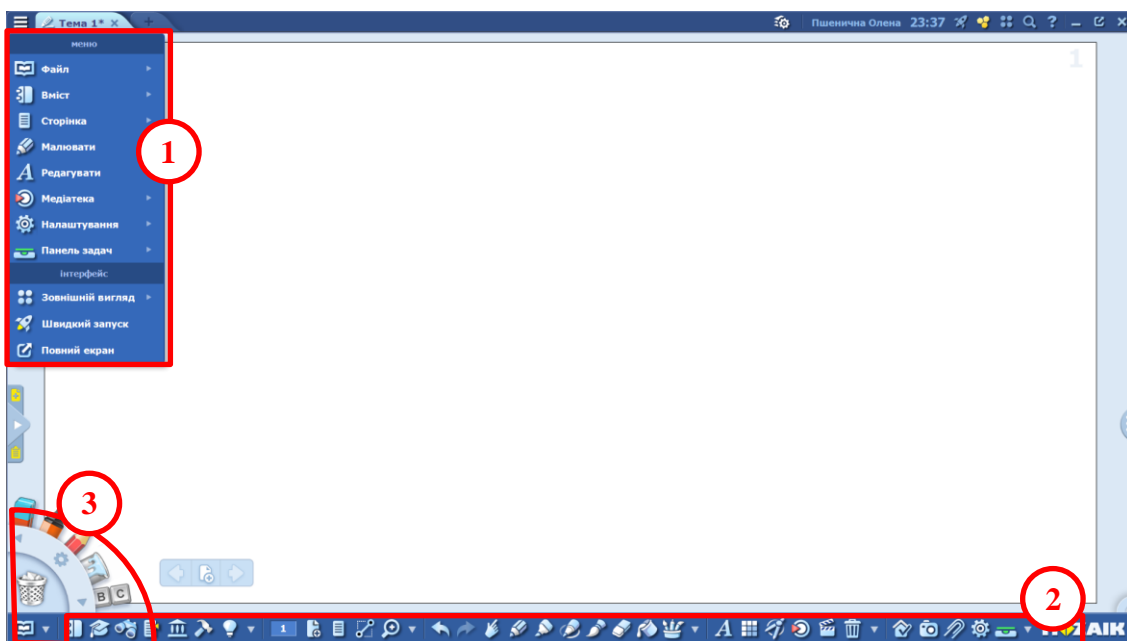 Тема 1* ×
Пшенична Олена 23:37 ?
меню
1
Файл
Вміст
Сторінка
Малювати
1
Редагувати
Медіатека
Налаштування
Панель задач
інтерфейс
Зовнішній вигляд
Швидкий запуск
Повний екран
3
B C
2
1 A AIK